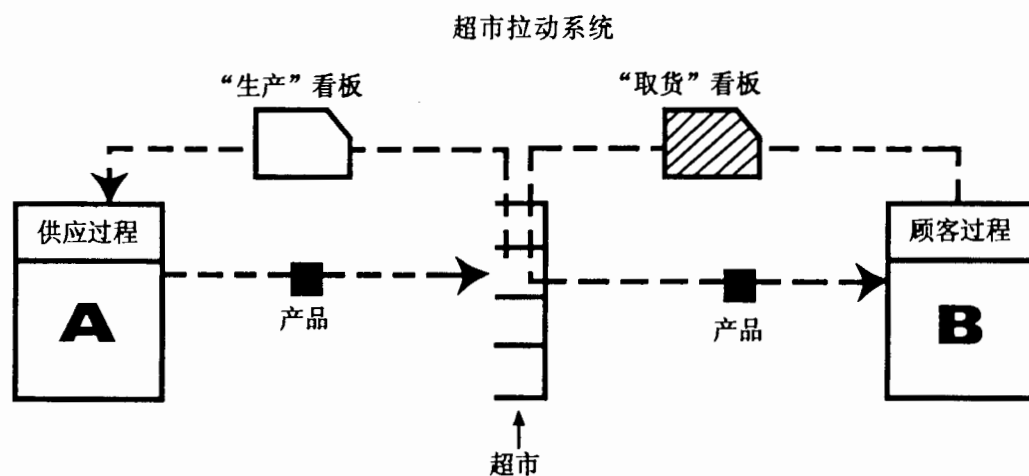 超市拉动系统
“生产”看板
“取货”看板
供应过程
顾客过程
A
B
产品
产品
超市